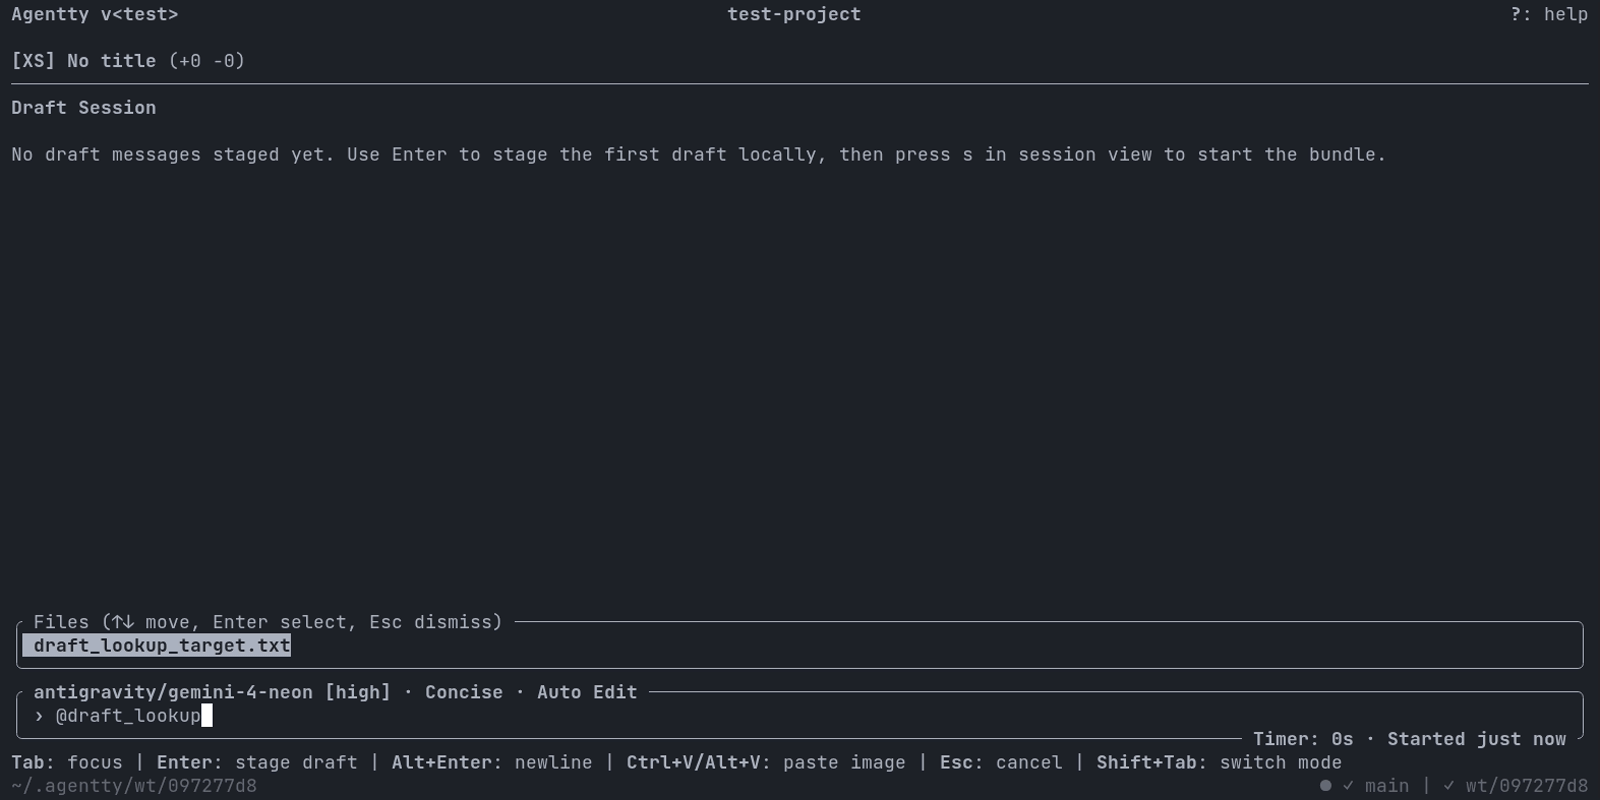 Agentty v<test> test-project ?: help
[XS] No title (+0 -0)
Draft Session
No draft messages staged yet. Use Enter to stage the first draft locally, then press s in session view to start the bundle.
Files (↑↓ move, Enter select, Esc dismiss)
draft_lookup_target.txt
antigravity/gemini-4-neon [high] · Concise · Auto Edit
› @draft_lookup
Timer: 0s · Started just now
Tab: focus | Enter: stage draft | Alt+Enter: newline | Ctrl+V/Alt+V: paste image | Esc: cancel | Shift+Tab: switch mode
~/.agentty/wt/097277d8 ● ✓ main | ✓ wt/097277d8